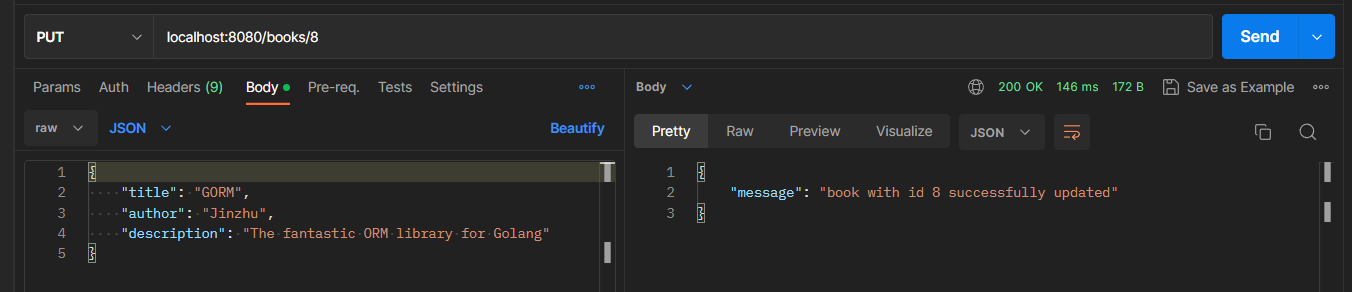 PUT localhost:8080/books/8 Send
Params Auth Headers (9) Body Pre-req. Tests Settings
raw JSON Beautify
1 {
2 "title": "GORM",
3 "author": "Jinzhu",
4 "description": "The fantastic ORM library for Golang"
5 }
Body 200 OK 146 ms 172 B Save as Example
Pretty Raw Preview Visualize JSON
1 {
2 "message": "book with id 8 successfully updated"
3 }